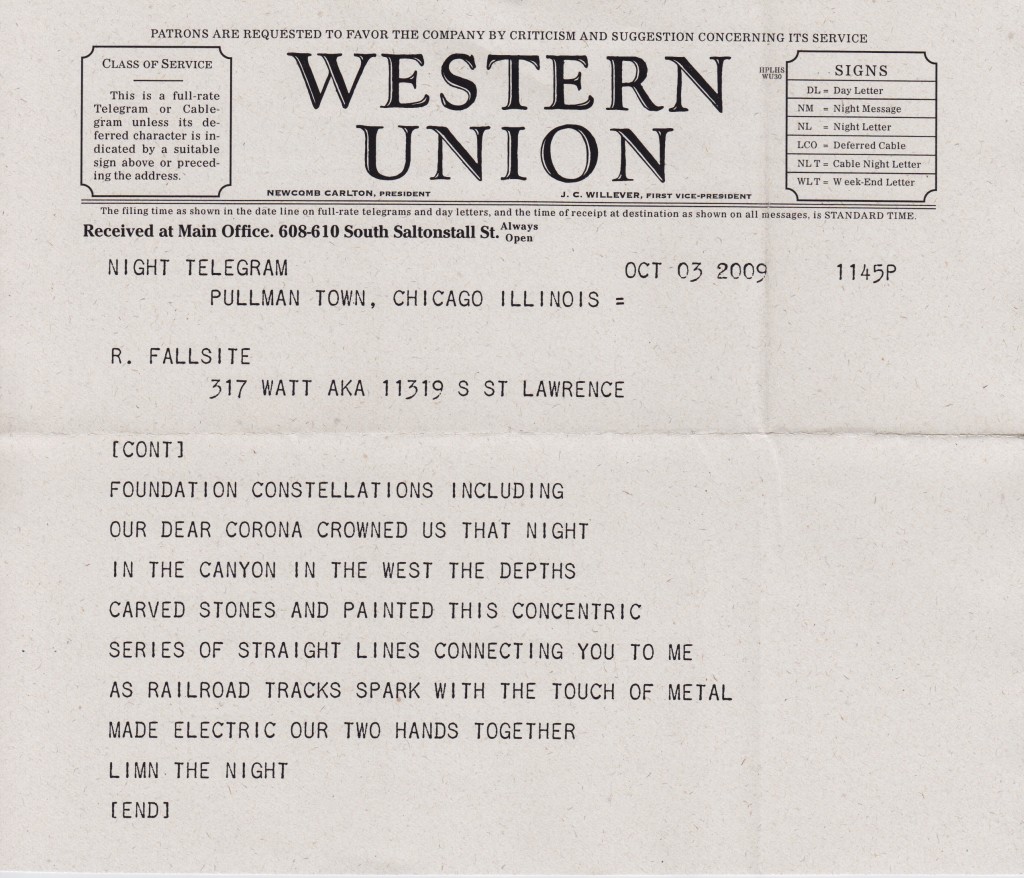 PATRONS ARE REQUESTED TO FAVOR THE COMPANY BY CRITICISM AND SUGGESTION CONCERNING ITS SERVICE
CLASS OF SERVICE
This is a full-rate
Telegram or Cable-
gram unless its de-
ferred character is in-
dicated by a suitable
sign above or preced-
ing the address.
WESTERN
UNION
NEWCOMB CARLTON, PRESIDENT
J. C. WILLEVER, FIRST VICE-PRESIDENT
HPLHS
WU30
SIGNS
DL = Day Letter
NM = Night Message
NL = Night Letter
LCO = Deferred Cable
NLT = Cable Night Letter
WLT = Week-End Letter
The filing time as shown in the date line on full-rate telegrams and day letters, and the time of receipt at destination as shown on all messages, is STANDARD TIME.
Received at Main Office. 608-610 South Saltonstall St. Always Open
NIGHT TELEGRAM OCT 03 2009 1145P
PULLMAN TOWN, CHICAGO ILLINOIS =
R. FALLSITE
317 WATT AKA 11319 S ST LAWRENCE
[CONT]
FOUNDATION CONSTELLATIONS INCLUDING
OUR DEAR CORONA CROWNED US THAT NIGHT
IN THE CANYON IN THE WEST THE DEPTHS
CARVED STONES AND PAINTED THIS CONCENTRIC
SERIES OF STRAIGHT LINES CONNECTING YOU TO ME
AS RAILROAD TRACKS SPARK WITH THE TOUCH OF METAL
MADE ELECTRIC OUR TWO HANDS TOGETHER
LIMN THE NIGHT
[END]